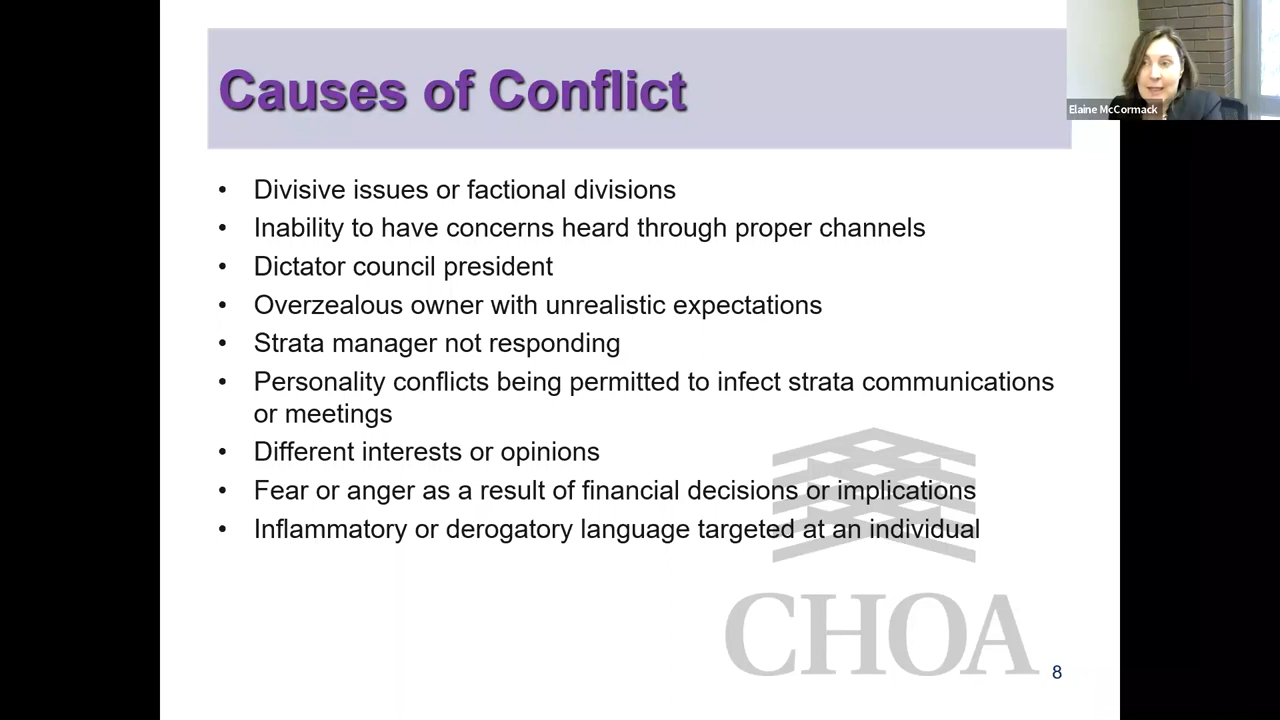 Causes of Conflict
Elaine McCormack
• Divisive issues or factional divisions
• Inability to have concerns heard through proper channels
• Dictator council president
• Overzealous owner with unrealistic expectations
• Strata manager not responding
• Personality conflicts being permitted to infect strata communications
or meetings
• Different interests or opinions
• Fear or anger as a result of financial decisions or implications
• Inflammatory or derogatory language targeted at an individual
CHOA
8